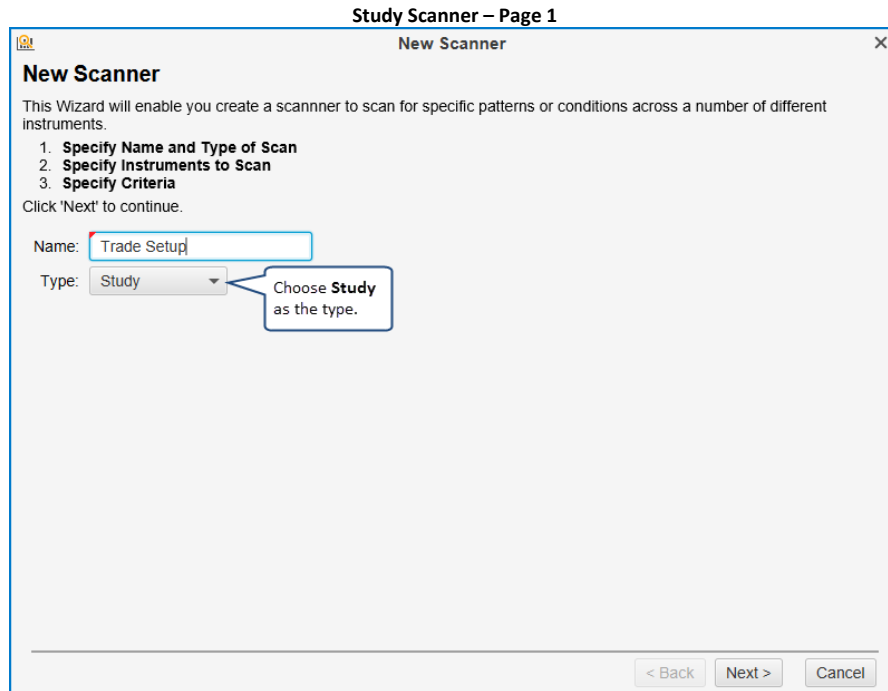 Study Scanner – Page 1
New Scanner
New Scanner
This Wizard will enable you create a scannner to scan for specific patterns or conditions across a number of different
instruments.
1. Specify Name and Type of Scan
2. Specify Instruments to Scan
3. Specify Criteria
Click 'Next' to continue.
Name: Trade Setup
Type: Study
Choose Study
as the type.
< Back Next > Cancel